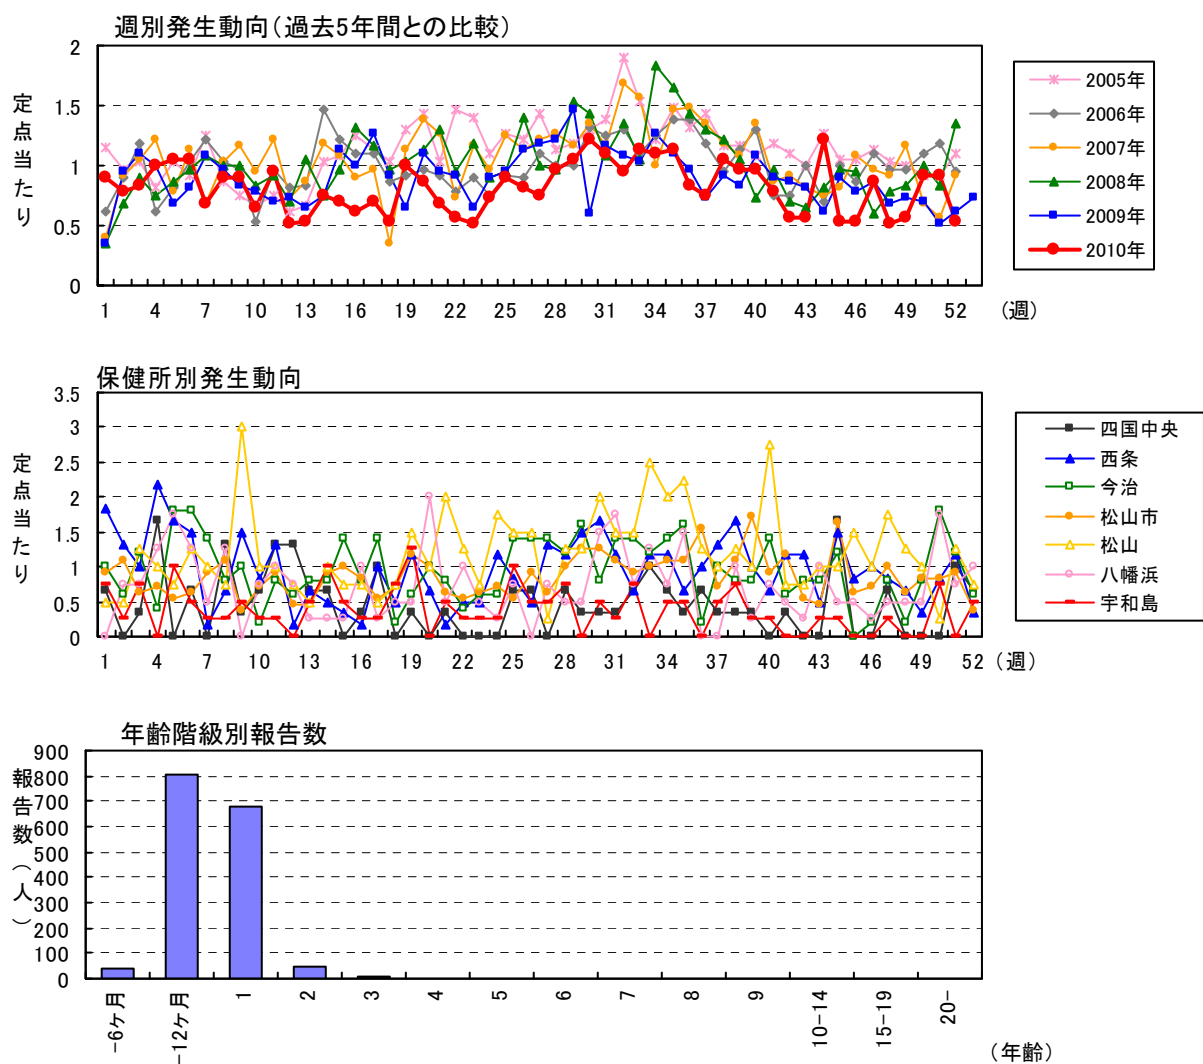 週別発生動向(過去5年間との比較)
定点当たり
2
1.5
1
0.5
0
1 4 7 10 13 16 19 22 25 28 31 34 37 40 43 46 49 52 (週)
2005年
2006年
2007年
2008年
2009年
2010年
保健所別発生動向
定点当たり
3.5
3
2.5
2
1.5
1
0.5
0
1 4 7 10 13 16 19 22 25 28 31 34 37 40 43 46 49 52 (週)
四国中央
西条
今治
松山市
松山
八幡浜
宇和島
年齢階級別報告数
報告数(人)
900
800
700
600
500
400
300
200
100
0
-6ケ月 -12ケ月 1 2 3 4 5 6 7 8 9 10-14 15-19 20-
(年齢)